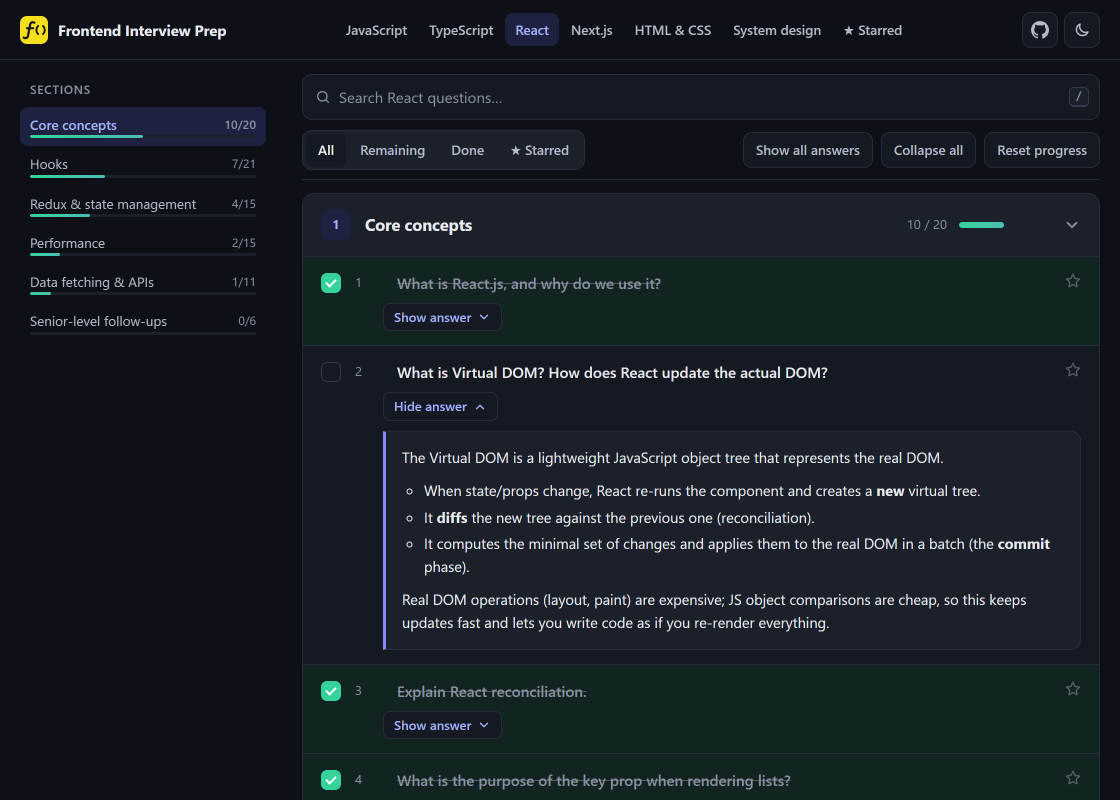 f() Frontend Interview Prep
JavaScript TypeScript React Next.js HTML & CSS System design ★ Starred
SECTIONS
Core concepts 10/20
Hooks 7/21
Redux & state management 4/15
Performance 2/15
Data fetching & APIs 1/11
Senior-level follow-ups 0/6
Search React questions... /
All Remaining Done ★ Starred
Show all answers Collapse all Reset progress
1 Core concepts 10 / 20
1 What is React.js, and why do we use it?
Show answer
2 What is Virtual DOM? How does React update the actual DOM?
Hide answer
The Virtual DOM is a lightweight JavaScript object tree that represents the real DOM.
When state/props change, React re-runs the component and creates a new virtual tree.
It diffs the new tree against the previous one (reconciliation).
It computes the minimal set of changes and applies them to the real DOM in a batch (the commit
phase).
Real DOM operations (layout, paint) are expensive; JS object comparisons are cheap, so this keeps
updates fast and lets you write code as if you re-render everything.
3 Explain React reconciliation.
Show answer
4 What is the purpose of the key prop when rendering lists?